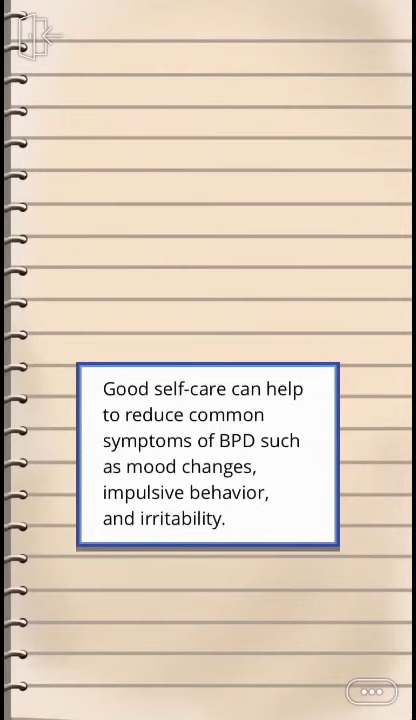 Good self-care can help
to reduce common
symptoms of BPD such
as mood changes,
impulsive behavior,
and irritability.